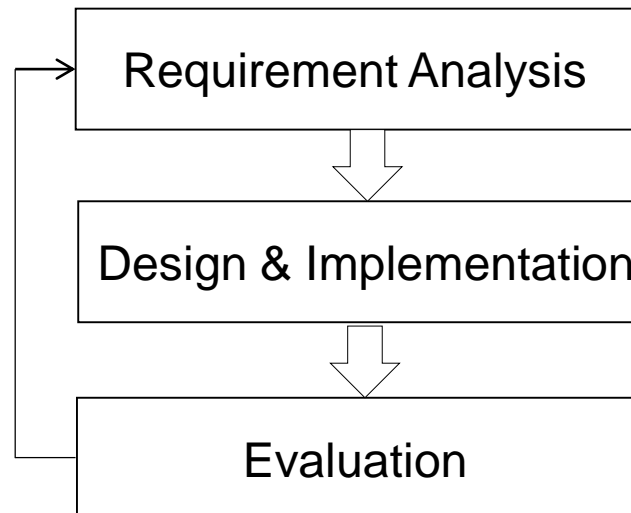 Requirement Analysis
Design & Implementation
Evaluation